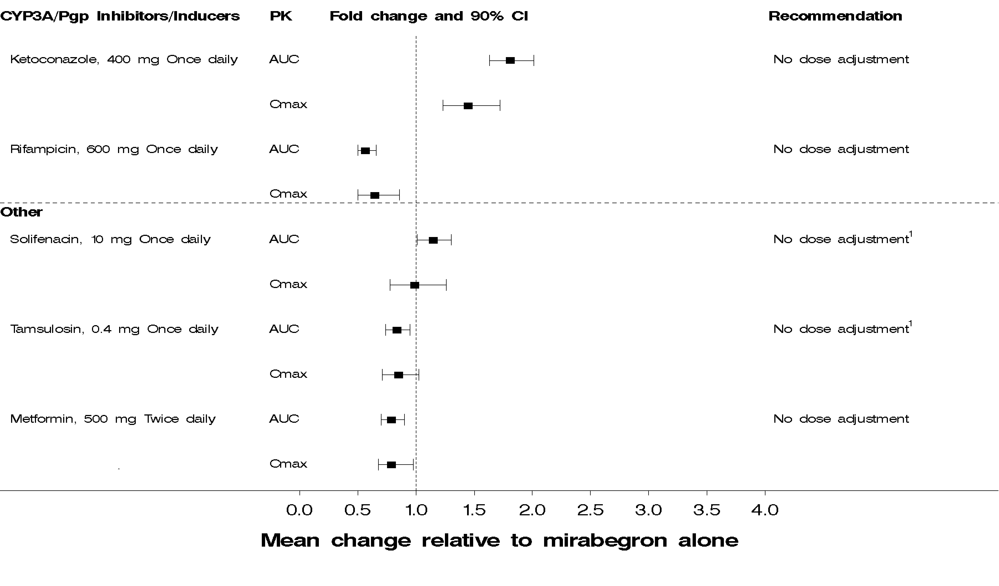 CYP3A/Pgp Inhibitors/Inducers PK Fold change and 90% CI Recommendation
Ketoconazole, 400 mg Once daily AUC No dose adjustment
Cmax
Rifampicin, 600 mg Once daily AUC No dose adjustment
Cmax
Other
Solifenacin, 10 mg Once daily AUC No dose adjustment1
Cmax
Tamsulosin, 0.4 mg Once daily AUC No dose adjustment1
Cmax
Metformin, 500 mg Twice daily AUC No dose adjustment
Cmax
0.0 0.5 1.0 1.5 2.0 2.5 3.0 3.5 4.0
Mean change relative to mirabegron alone